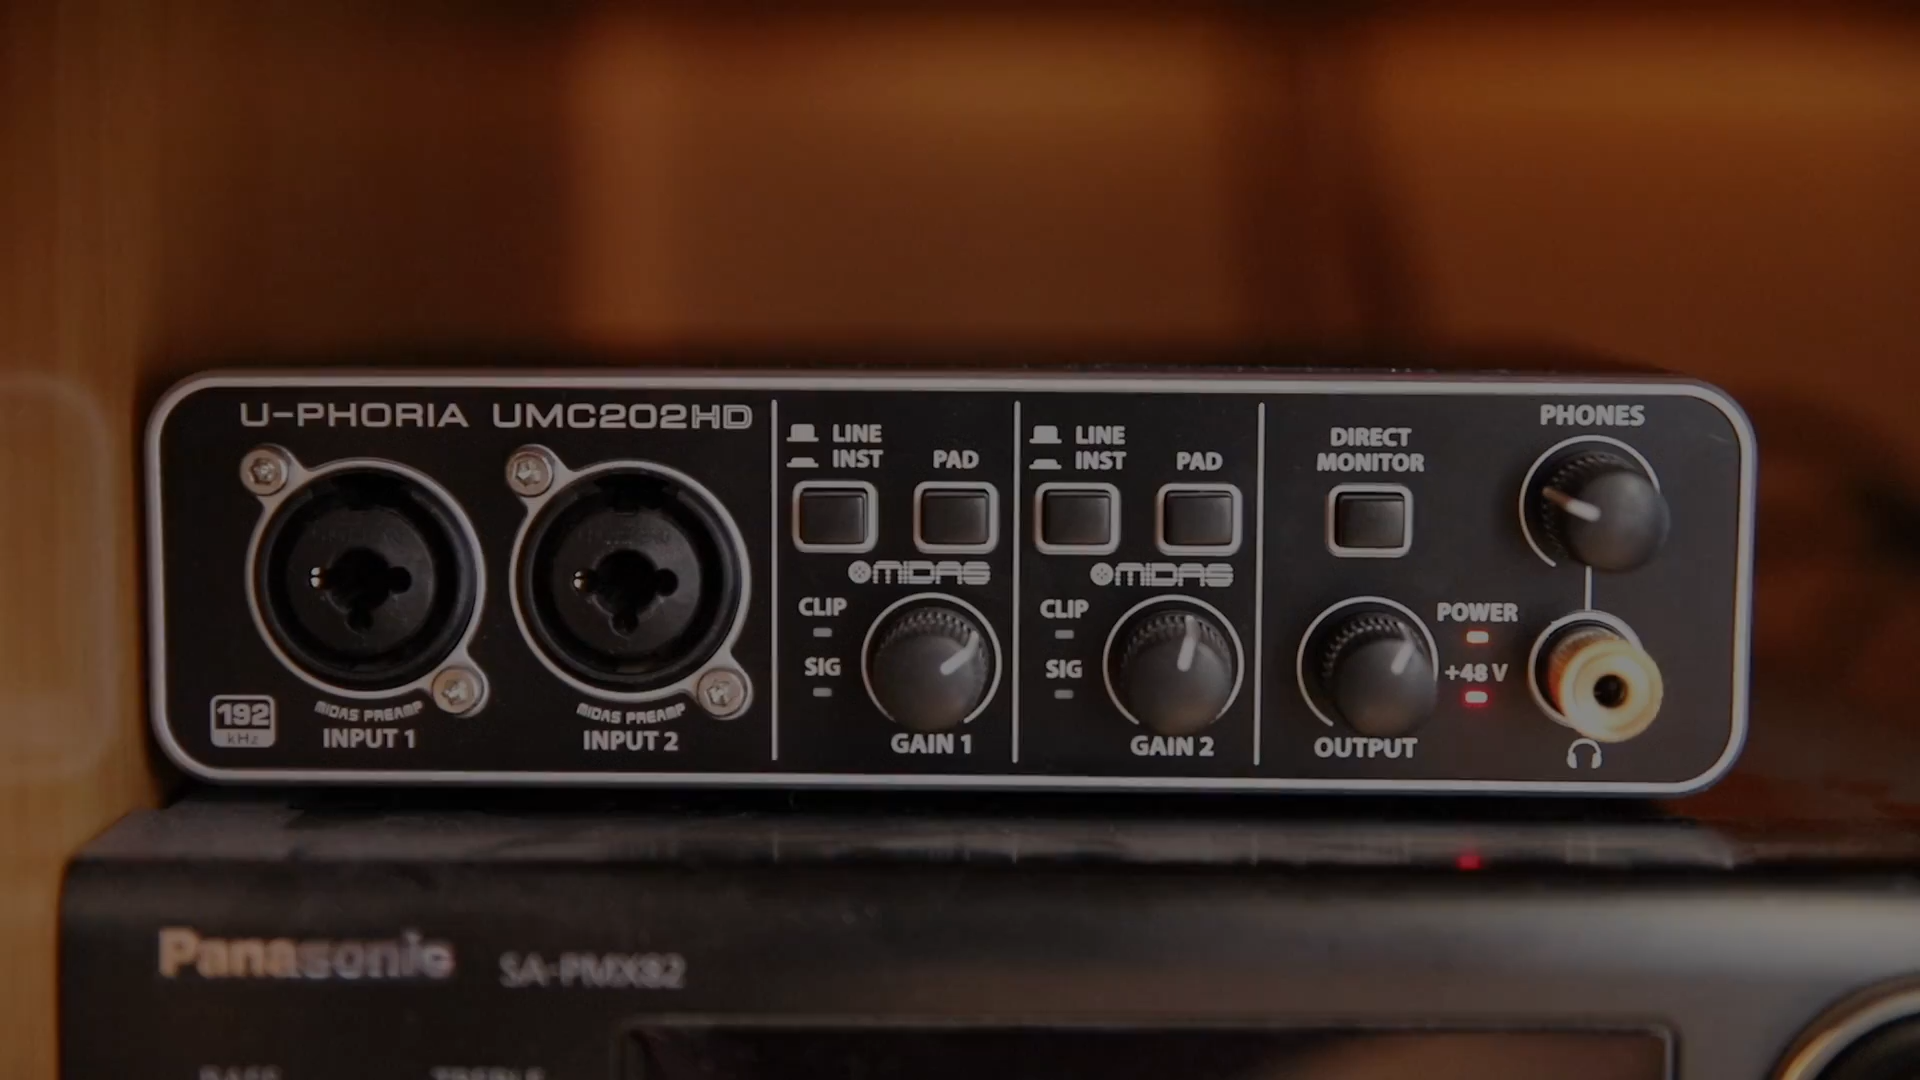 U-PHORIA UMC202HD
INPUT 1
INPUT 2
MIDAS PREAMP
MIDAS PREAMP
192
kHz
LINE
INST
PAD
MIDAS
CLIP
SIG
GAIN 1
LINE
INST
PAD
MIDAS
CLIP
SIG
GAIN 2
DIRECT
MONITOR
OUTPUT
PHONES
POWER
+48 V
Panasonic
SA-PMX82